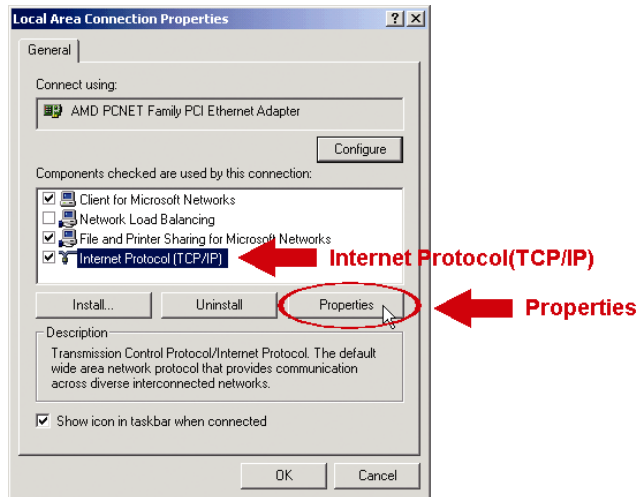 Local Area Connection Properties
General
Connect using:
AMD PCNET Family PCI Ethernet Adapter
Configure
Components checked are used by this connection:
Client for Microsoft Networks
Network Load Balancing
File and Printer Sharing for Microsoft Networks
Internet Protocol (TCP/IP)
Internet Protocol(TCP/IP)
Install...
Uninstall
Properties
Properties
Description
Transmission Control Protocol/Internet Protocol. The default
wide area network protocol that provides communication
across diverse interconnected networks.
Show icon in taskbar when connected
OK
Cancel